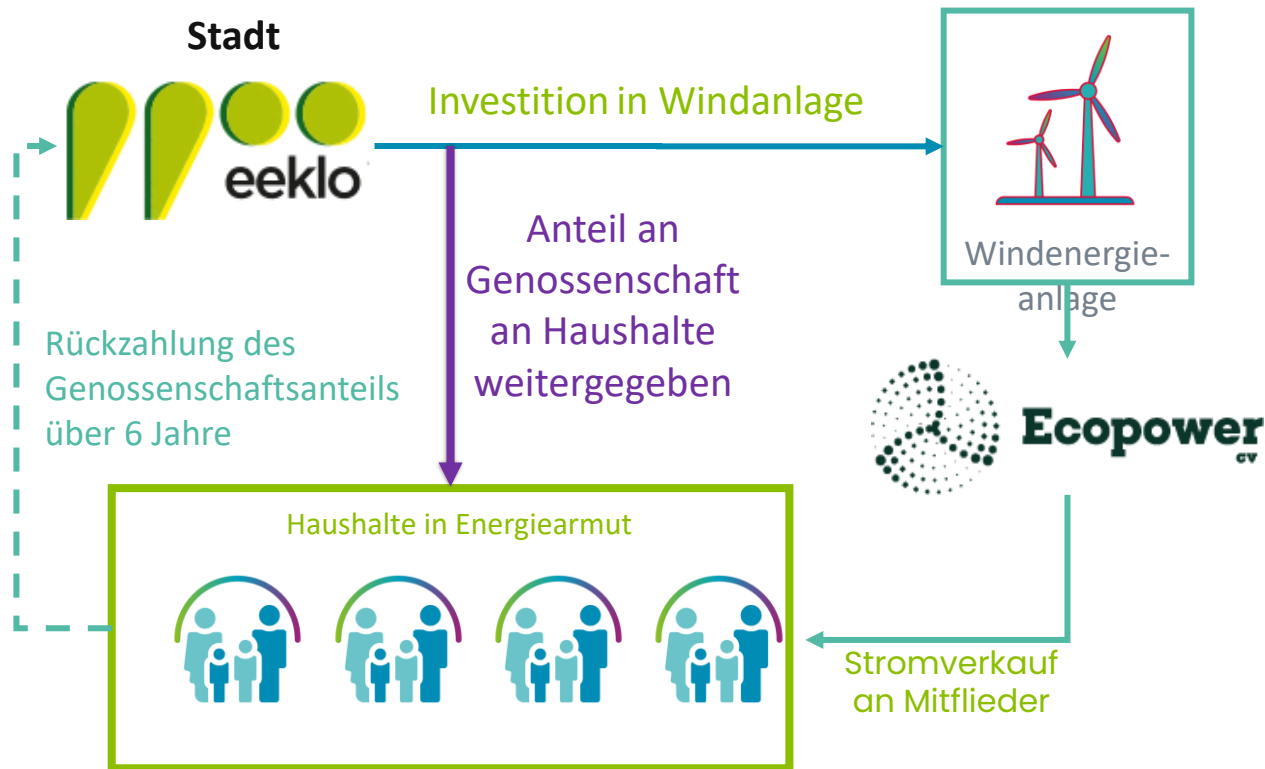 Stadt
eeklo
Investition in Windanlage
Windenergie-
anlage
Anteil an
Genossenschaft
an Haushalte
weitergegeben
Rückzahlung des
Genossenschaftsanteils
über 6 Jahre
Ecopower
CV
Haushalte in Energiearmut
Stromverkauf
an Mitflieder